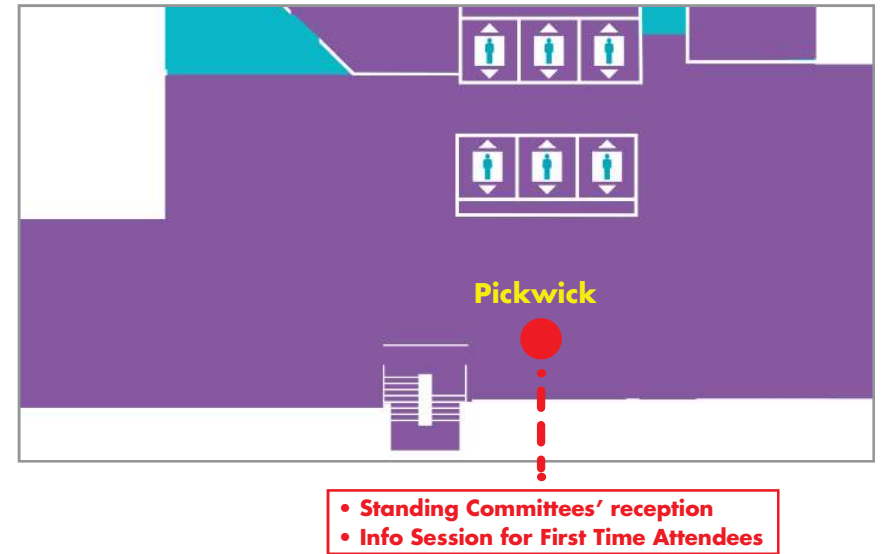 Pickwick
• Standing Committees’ reception
• Info Session for First Time Attendees